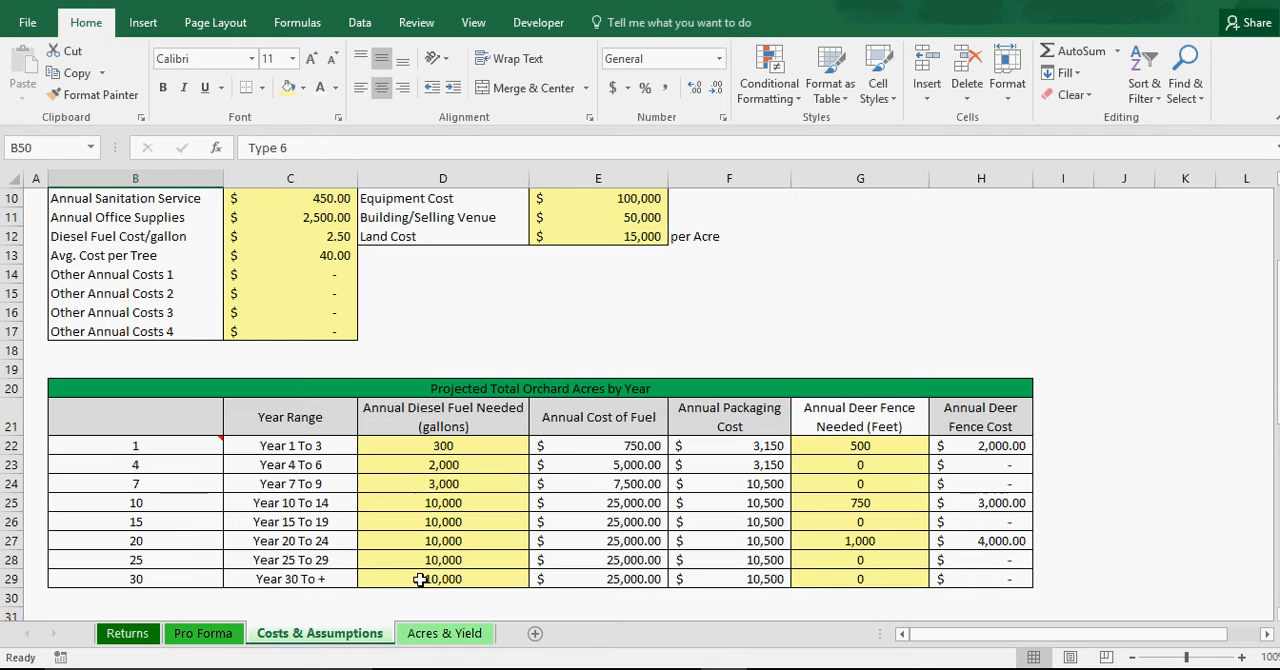 File Home Insert Page Layout Formulas Data Review View Developer Tell me what you want to do Share
Cut Calibri 11 A A Wrap Text General AutoSum
Paste Copy Conditional Format as Cell Insert Delete Format Fill Sort & Find &
Format Painter B I U A Merge & Center $ % , Formatting Table Styles Clear Filter Select
Clipboard Font Alignment Number Styles Cells Editing
B50 fx Type 6
A B C D E F G H I J K L
10 Annual Sanitation Service $ 450.00 Equipment Cost $ 100,000
11 Annual Office Supplies $ 2,500.00 Building/Selling Venue $ 50,000
12 Diesel Fuel Cost/gallon $ 2.50 Land Cost $ 15,000 per Acre
13 Avg. Cost per Tree $ 40.00
14 Other Annual Costs 1 $ -
15 Other Annual Costs 2 $ -
16 Other Annual Costs 3 $ -
17 Other Annual Costs 4 $ -
18
19
20 Projected Total Orchard Acres by Year
Annual Diesel Fuel Needed Annual Packaging Annual Deer Fence Annual Deer
21 Year Range (gallons) Annual Cost of Fuel Cost Needed (Feet) Fence Cost
22 1 Year 1 To 3 300 $ 750.00 $ 3,150 500 $ 2,000.00
23 4 Year 4 To 6 2,000 $ 5,000.00 $ 3,150 0 $ -
24 7 Year 7 To 9 3,000 $ 7,500.00 $ 10,500 0 $ -
25 10 Year 10 To 14 10,000 $ 25,000.00 $ 10,500 750 $ 3,000.00
26 15 Year 15 To 19 10,000 $ 25,000.00 $ 10,500 0 $ -
27 20 Year 20 To 24 10,000 $ 25,000.00 $ 10,500 1,000 $ 4,000.00
28 25 Year 25 To 29 10,000 $ 25,000.00 $ 10,500 0 $ -
29 30 Year 30 To + 10,000 $ 25,000.00 $ 10,500 0 $ -
30
31
Returns Pro Forma Costs & Assumptions Acres & Yield
Ready 100%